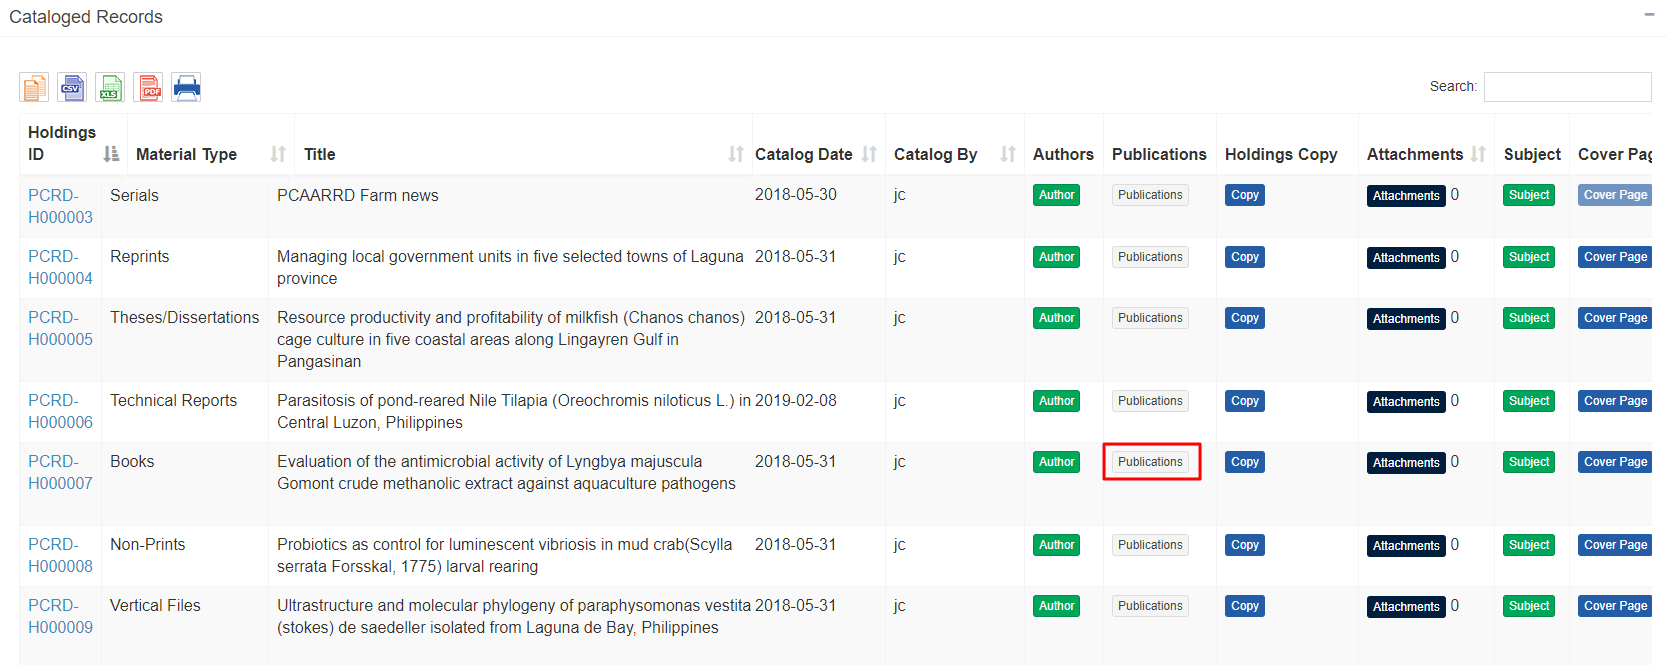 Cataloged Records
CSV
XLS
PDF
Search:
Holdings ID Material Type Title Catalog Date Catalog By Authors Publications Holdings Copy Attachments Subject Cover Pag
PCRD- Serials PCAARRD Farm news 2018-05-30 jc Author Publications Copy Attachments 0 Subject Cover Page
H000003
PCRD- Reprints Managing local government units in five selected towns of Laguna 2018-05-31 jc Author Publications Copy Attachments 0 Subject Cover Page
H000004 province
PCRD- Theses/Dissertations Resource productivity and profitability of milkfish (Chanos chanos) 2018-05-31 jc Author Publications Copy Attachments 0 Subject Cover Page
H000005 cage culture in five coastal areas along Lingayren Gulf in
Pangasinan
PCRD- Technical Reports Parasitosis of pond-reared Nile Tilapia (Oreochromis niloticus L.) in 2019-02-08 jc Author Publications Copy Attachments 0 Subject Cover Page
H000006 Central Luzon, Philippines
PCRD- Books Evaluation of the antimicrobial activity of Lyngbya majuscula 2018-05-31 jc Author Publications Copy Attachments 0 Subject Cover Page
H000007 Gomont crude methanolic extract against aquaculture pathogens
PCRD- Non-Prints Probiotics as control for luminescent vibriosis in mud crab(Scylla 2018-05-31 jc Author Publications Copy Attachments 0 Subject Cover Page
H000008 serrata Forsskal, 1775) larval rearing
PCRD- Vertical Files Ultrastructure and molecular phylogeny of paraphysomonas vestita 2018-05-31 jc Author Publications Copy Attachments 0 Subject Cover Page
H000009 (stokes) de saedeller isolated from Laguna de Bay, Philippines